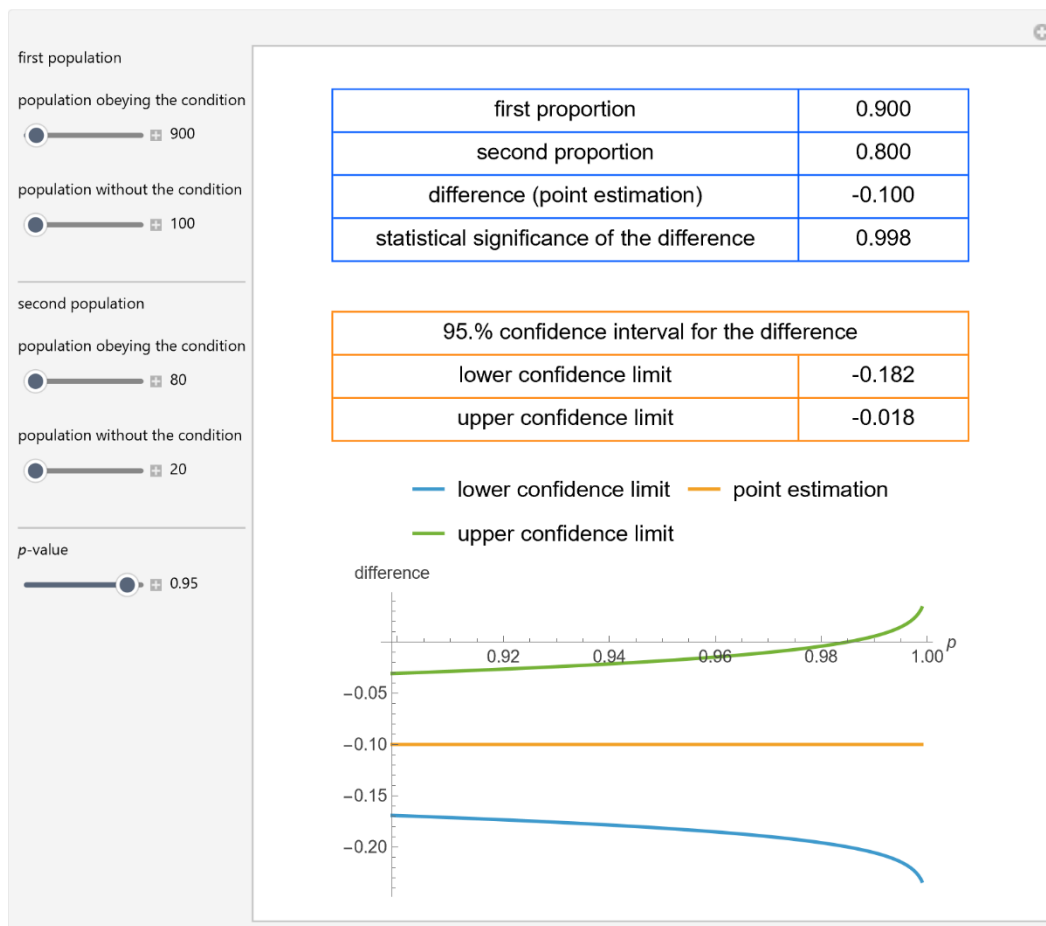 first population
population obeying the condition
900
population without the condition
100
second population
population obeying the condition
80
population without the condition
20
p-value
0.95
first proportion 0.900
second proportion 0.800
difference (point estimation) -0.100
statistical significance of the difference 0.998
95.% confidence interval for the difference
lower confidence limit -0.182
upper confidence limit -0.018
lower confidence limit point estimation
upper confidence limit
difference
0.92 0.94 0.96 0.98 1.00 p
−0.05
−0.10
−0.15
−0.20